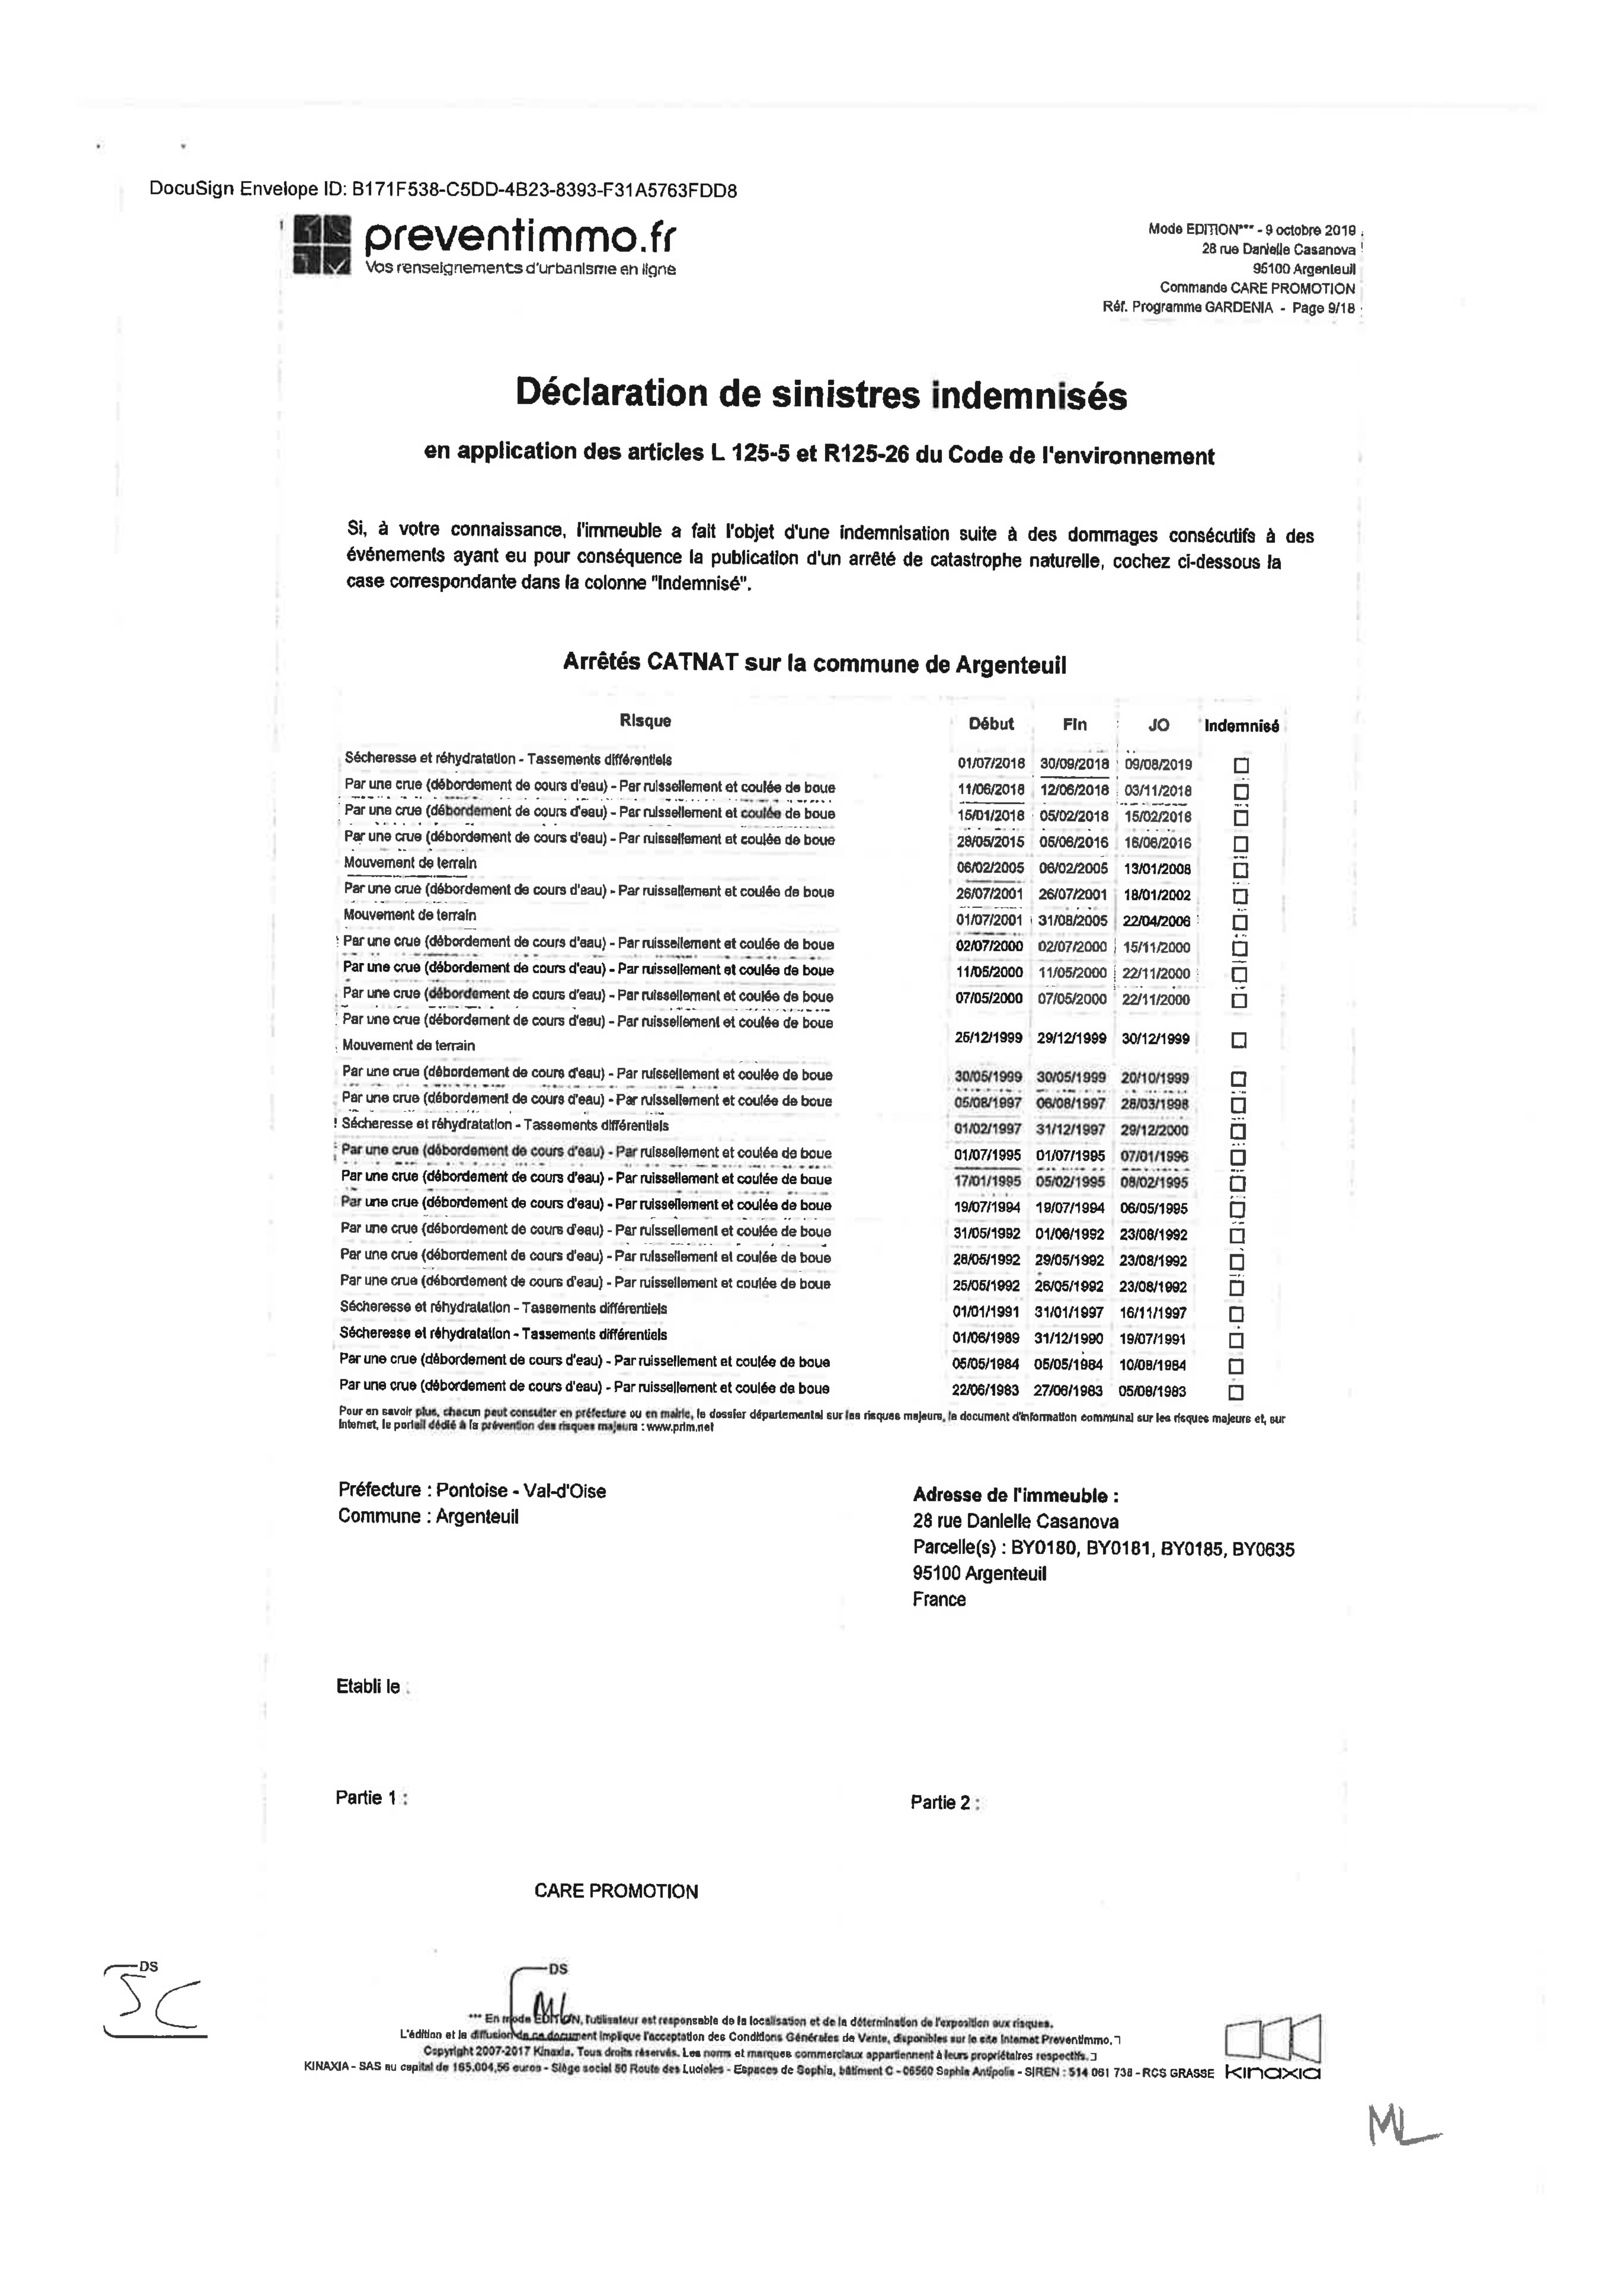 DocuSign Envelope ID: B171F538-C5DD-4B23-8393-F31A5763FDD8
preventimmo.fr
Vos renseignements d'urbanisme en ligne
Mode EDITION*** - 9 octobre 2019
28 rue Danielle Casanova
95100 Argenteuil
Commande CARE PROMOTION
Réf. Programme GARDENIA - Page 9/18
Déclaration de sinistres indemnisés
en application des articles L 125-5 et R125-26 du Code de l'environnement
Si, à votre connaissance, l'immeuble a fait l'objet d'une indemnisation suite à des dommages consécutifs à des
événements ayant eu pour conséquence la publication d'un arrêté de catastrophe naturelle, cochez ci-dessous la
case correspondante dans la colonne "Indemnisé".
Arrêtés CATNAT sur la commune de Argenteuil
Risque Début Fin JO Indemnisé
Sécheresse et réhydratation - Tassements différentiels 01/07/2018 30/09/2018 09/08/2019 ☐
Par une crue (débordement de cours d'eau) - Par ruissellement et coulée de boue 11/06/2018 12/06/2018 03/11/2018 ☐
Par une crue (débordement de cours d'eau) - Par ruissellement et coulée de boue 15/01/2018 05/02/2018 15/02/2018 ☐
Par une crue (débordement de cours d'eau) - Par ruissellement et coulée de boue 28/05/2015 05/06/2016 16/06/2016 ☐
Mouvement de terrain 06/02/2005 06/02/2005 13/01/2008 ☐
Par une crue (débordement de cours d'eau) - Par ruissellement et coulée de boue 26/07/2001 26/07/2001 18/01/2002 ☐
Mouvement de terrain 01/07/2001 31/08/2005 22/04/2006 ☐
Par une crue (débordement de cours d'eau) - Par ruissellement et coulée de boue 02/07/2000 02/07/2000 15/11/2000 ☐
Par une crue (débordement de cours d'eau) - Par ruissellement et coulée de boue 11/05/2000 11/05/2000 22/11/2000 ☐
Par une crue (débordement de cours d'eau) - Par ruissellement et coulée de boue 07/05/2000 07/05/2000 22/11/2000 ☐
Par une crue (débordement de cours d'eau) - Par ruissellement et coulée de boue
Mouvement de terrain 25/12/1999 29/12/1999 30/12/1999 ☐
Par une crue (débordement de cours d'eau) - Par ruissellement et coulée de boue 30/05/1999 30/05/1999 20/10/1999 ☐
Par une crue (débordement de cours d'eau) - Par ruissellement et coulée de boue 05/08/1997 06/08/1997 28/03/1998 ☐
Sécheresse et réhydratation - Tassements différentiels 01/02/1997 31/12/1997 29/12/2000 ☐
Par une crue (débordement de cours d'eau) - Par ruissellement et coulée de boue 01/07/1995 01/07/1995 07/01/1996 ☐
Par une crue (débordement de cours d'eau) - Par ruissellement et coulée de boue 17/01/1995 05/02/1995 08/02/1995 ☐
Par une crue (débordement de cours d'eau) - Par ruissellement et coulée de boue 19/07/1994 19/07/1994 06/05/1995 ☐
Par une crue (débordement de cours d'eau) - Par ruissellement et coulée de boue 31/05/1992 01/06/1992 23/08/1992 ☐
Par une crue (débordement de cours d'eau) - Par ruissellement et coulée de boue 28/05/1992 29/05/1992 23/08/1992 ☐
Par une crue (débordement de cours d'eau) - Par ruissellement et coulée de boue 25/05/1992 26/05/1992 23/08/1992 ☐
Sécheresse et réhydratation - Tassements différentiels 01/01/1991 31/01/1997 16/11/1997 ☐
Sécheresse et réhydratation - Tassements différentiels 01/06/1989 31/12/1990 19/07/1991 ☐
Par une crue (débordement de cours d'eau) - Par ruissellement et coulée de boue 05/05/1984 05/05/1984 10/08/1984 ☐
Par une crue (débordement de cours d'eau) - Par ruissellement et coulée de boue 22/06/1983 27/06/1983 05/08/1983 ☐
Pour en savoir plus, chacun peut consulter en préfecture ou en mairie, le dossier départemental sur les risques majeurs, le document d'information communal sur les risques majeurs et, sur
Internet, le portail dédié à la prévention des risques majeurs : www.prim.net
Préfecture : Pontoise - Val-d'Oise
Commune : Argenteuil
Adresse de l'immeuble :
28 rue Danielle Casanova
Parcelle(s) : BY0180, BY0181, BY0185, BY0635
95100 Argenteuil
France
Etabli le :
Partie 1 :
Partie 2 :
CARE PROMOTION
DS
DS
*** En mode EDITION, l'utilisateur est responsable de la localisation et de la détermination de l'exposition aux risques.
L'édition et la diffusion de ce document implique l'acceptation des Conditions Générales de Vente, disponibles sur le site Internet Preventimmo.
Copyright 2007-2017 Kinaxia. Tous droits réservés. Les noms et marques commerciaux appartiennent à leurs propriétaires respectifs.
KINAXIA - SAS au capital de 165.004,56 euros - Siège social 80 Route des Lucioles - Espaces de Sophia, bâtiment C - 06560 Sophia Antipolis - SIREN : 514 061 738 - RCS GRASSE
kinaxia
ML